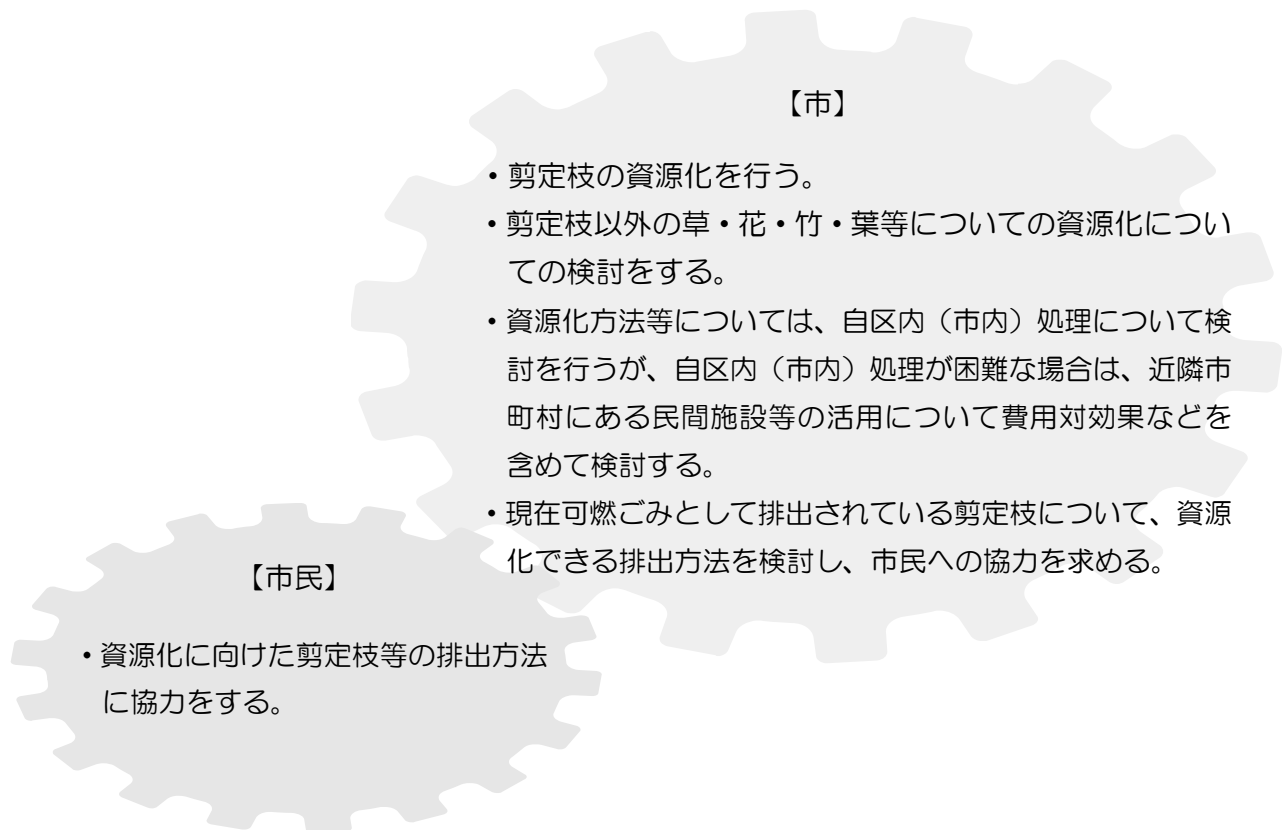 【市】
・剪定枝の資源化を行う。
・剪定枝以外の草・花・竹・葉等についての資源化につい
ての検討をする。
・資源化方法等については、自区内（市内）処理について検
討を行うが、自区内（市内）処理が困難な場合は、近隣市
町村にある民間施設等の活用について費用対効果などを
含めて検討する。
・現在可燃ごみとして排出されている剪定枝について、資源
化できる排出方法を検討し、市民への協力を求める。
【市民】
・資源化に向けた剪定枝等の排出方法
に協力をする。